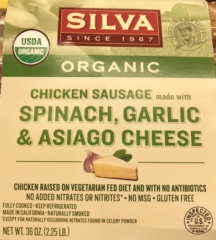 SILVA
SINCE 1967
USDA
ORGANIC
ORGANIC
CHICKEN SAUSAGE made with
SPINACH, GARLIC
& ASIAGO CHEESE
CHICKEN RAISED ON VEGETARIAN FED DIET AND WITH NO ANTIBIOTICS
NO ADDED NITRATES OR NITRITES* • NO MSG • GLUTEN FREE
FULLY COOKED • KEEP REFRIGERATED
MADE IN CALIFORNIA • NATURALLY SMOKED
*EXCEPT FOR NATURALLY OCCURRING NITRATES FOUND IN CELERY POWDER
NET WT. 36 OZ (2.25 LB.)